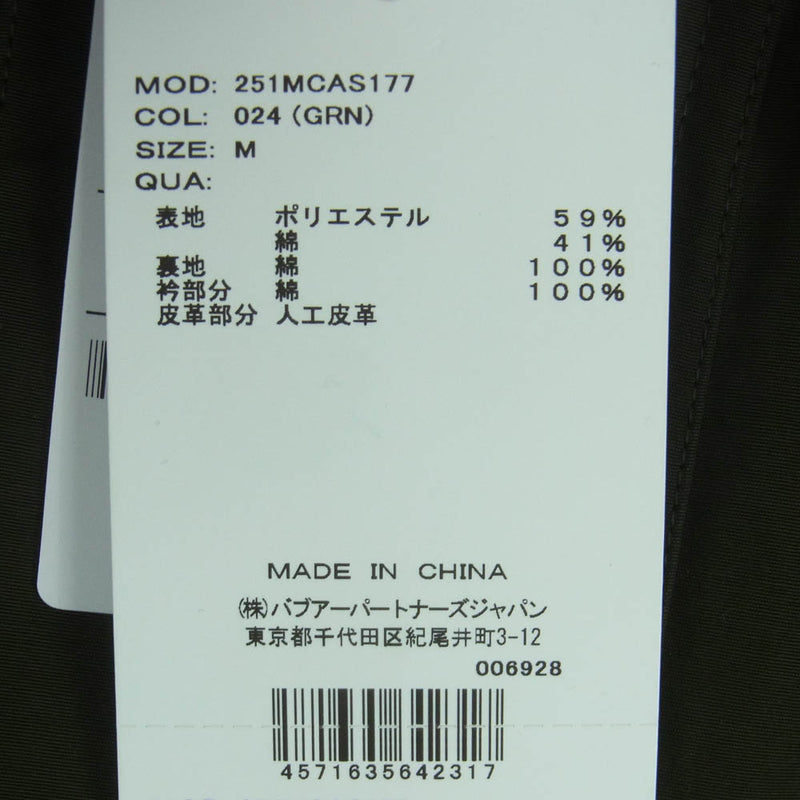 MOD: 251MCAS177
COL: 024 (GRN)
SIZE: M
QUA:
表地 ポリエステル 59%
綿 41%
裏地 綿 100%
衿部分 綿 100%
皮革部分 人工皮革
MADE IN CHINA
(株)バブアーパートナーズジャパン
東京都千代田区紀尾井町3-12
006928
4571635642317